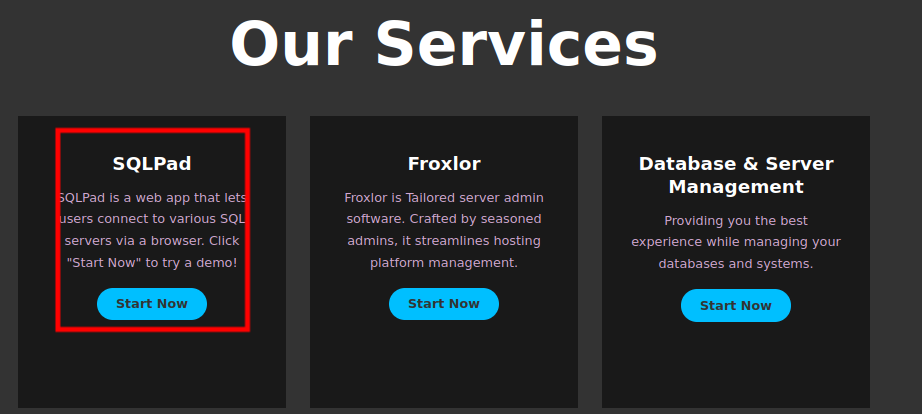 Our Services
SQLPad
SQLPad is a web app that lets
users connect to various SQL
servers via a browser. Click
"Start Now" to try a demo!
Start Now
Froxlor
Froxlor is Tailored server admin
software. Crafted by seasoned
admins, it streamlines hosting
platform management.
Start Now
Database & Server
Management
Providing you the best
experience while managing your
databases and systems.
Start Now